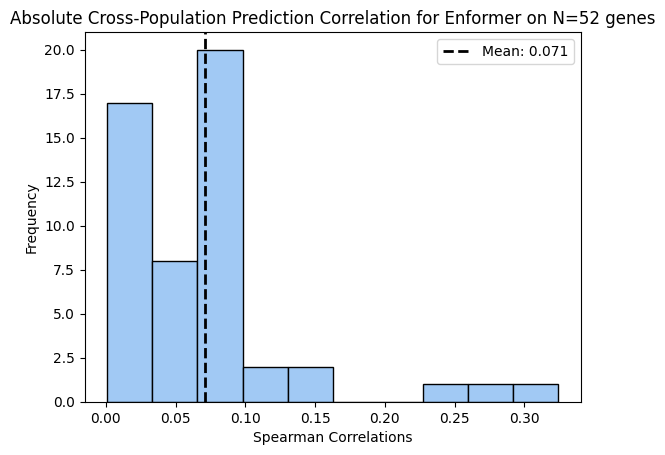 Absolute Cross-Population Prediction Correlation for Enformer on N=52 genes
Mean: 0.071
Frequency
20.0
17.5
15.0
12.5
10.0
7.5
5.0
2.5
0.0
0.00 0.05 0.10 0.15 0.20 0.25 0.30
Spearman Correlations